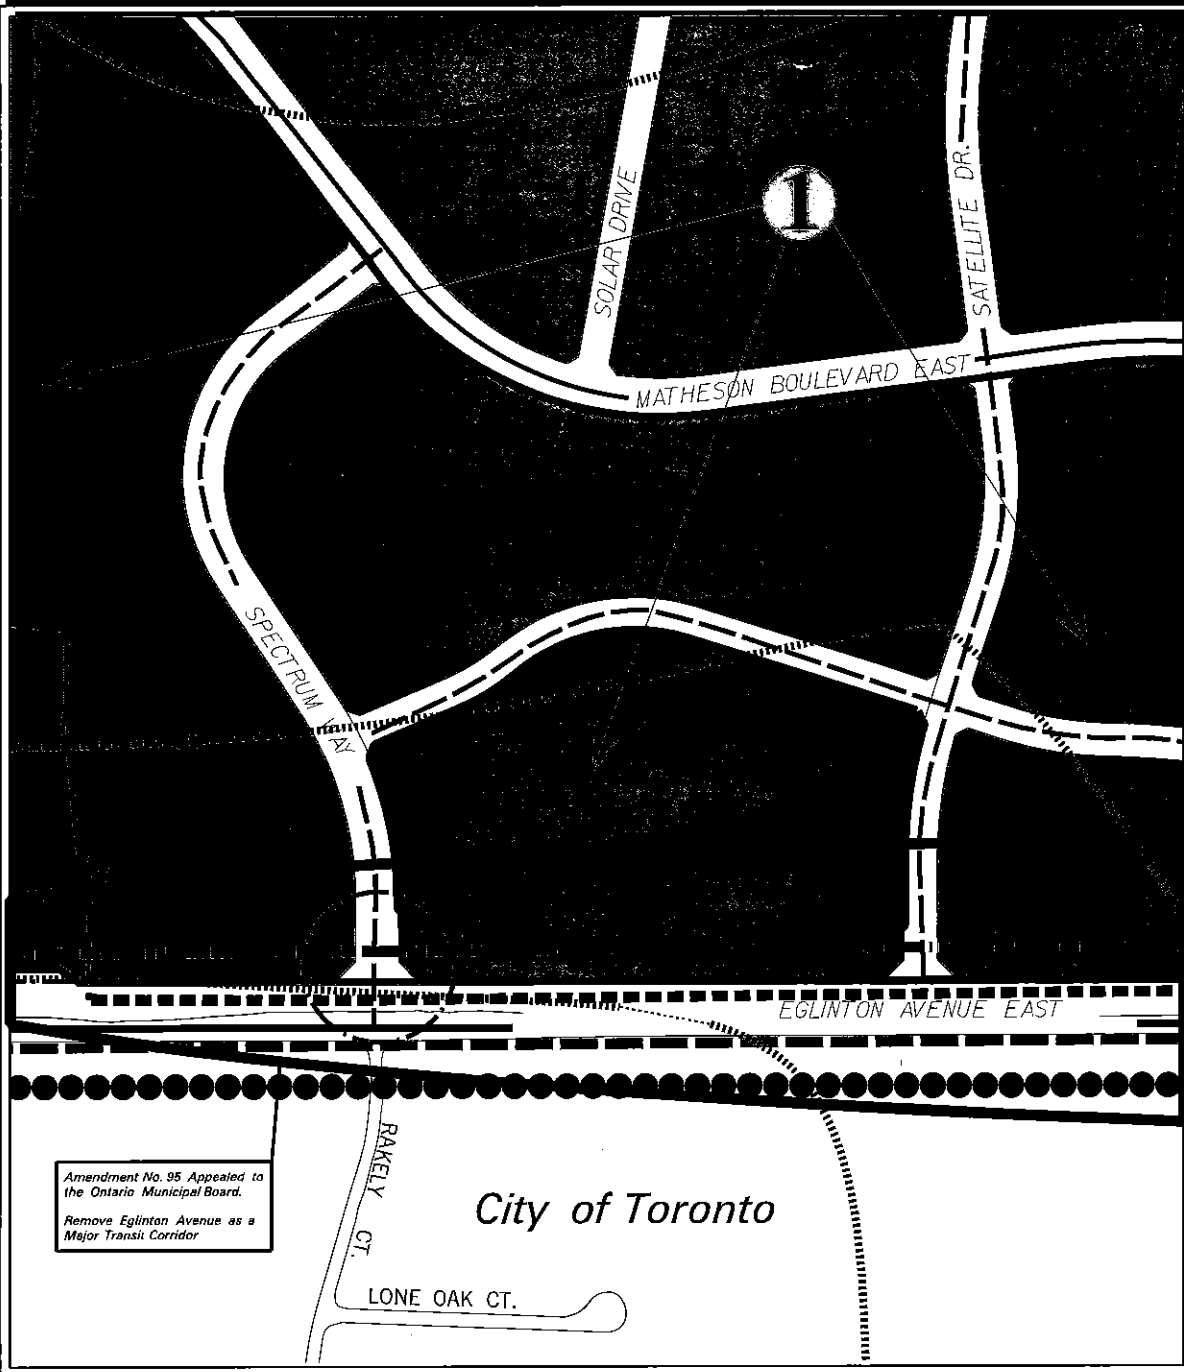 1
SOLAR DRIVE
SATELLITE DR.
MATHESON BOULEVARD EAST
SPECTRUM WAY
EGLINTON AVENUE EAST
RAKELY CT.
Amendment No. 95 Appealed to
the Ontario Municipal Board.
Remove Eglinton Avenue as a
Major Transit Corridor
City of Toronto
LONE OAK CT.